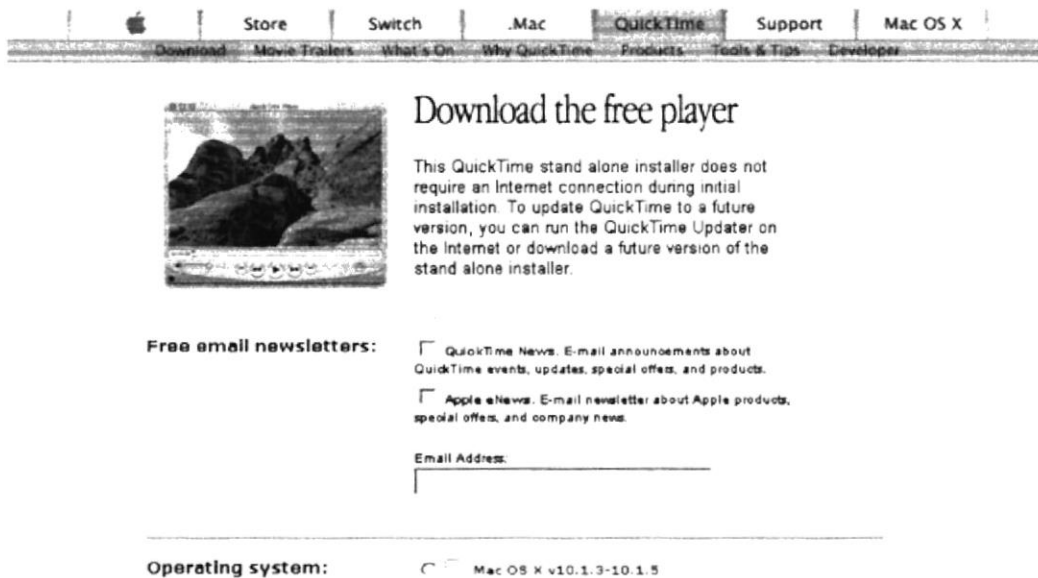 Store Switch .Mac QuickTime Support Mac OS X
Download Movie Trailers What's On Why QuickTime Products Tools & Tips Developer
Download the free player
This QuickTime stand alone installer does not
require an Internet connection during initial
installation. To update QuickTime to a future
version, you can run the QuickTime Updater on
the Internet or download a future version of the
stand alone installer.
Free email newsletters:
QuickTime News. E-mail announcements about
QuickTime events, updates, special offers, and products.
Apple eNews. E-mail newsletter about Apple products,
special offers, and company news.
Email Address:
Operating system:
Mac OS X v10.1.3-10.1.5